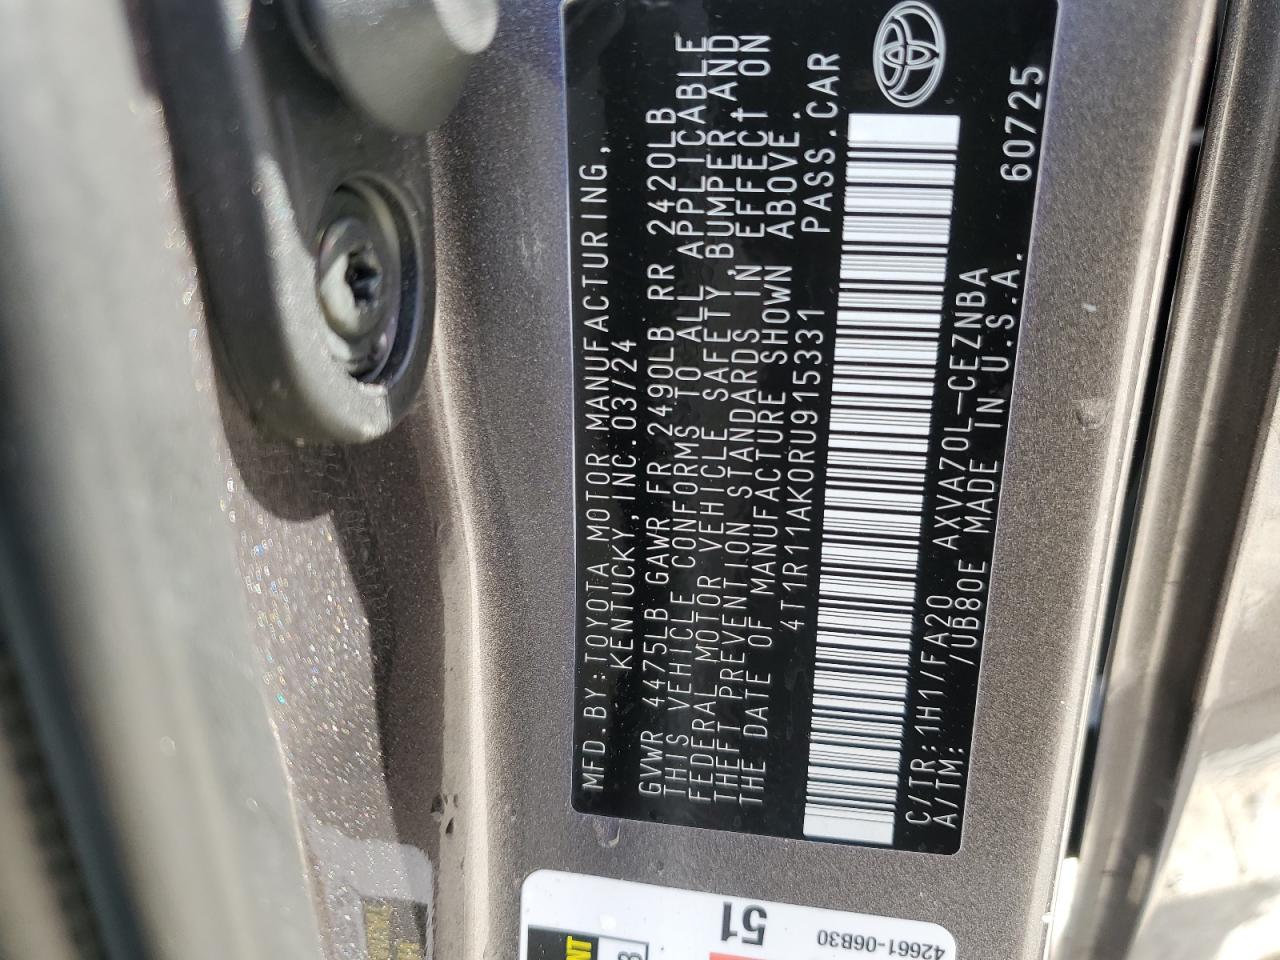 MFD.BY:TOYOTA MOTOR MANUFACTURING,
KENTUCKY,INC.03/24
GVWR 4475LB GAWR FR 2490LB RR 2420LB
THIS VEHICLE CONFORMS TO ALL APPLICABLE
FEDERAL MOTOR VEHICLE SAFETY,BUMPER,AND
THEFT PREVENTION STANDARDS IN EFFECT ON
THE DATE OF MANUFACTURE SHOWN ABOVE.
4T1R11AK0RU915331 PASS.CAR
C/TR:1H1/FA20 AXVA70L-CEZNBA
A/TM: /UB80E MADE IN U.S.A.
60725
51
42661-06B30